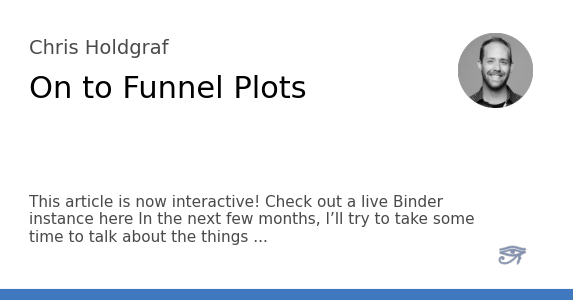 Chris Holdgraf
On to Funnel Plots
This article is now interactive! Check out a live Binder
instance here In the next few months, I’ll try to take some
time to talk about the things ...